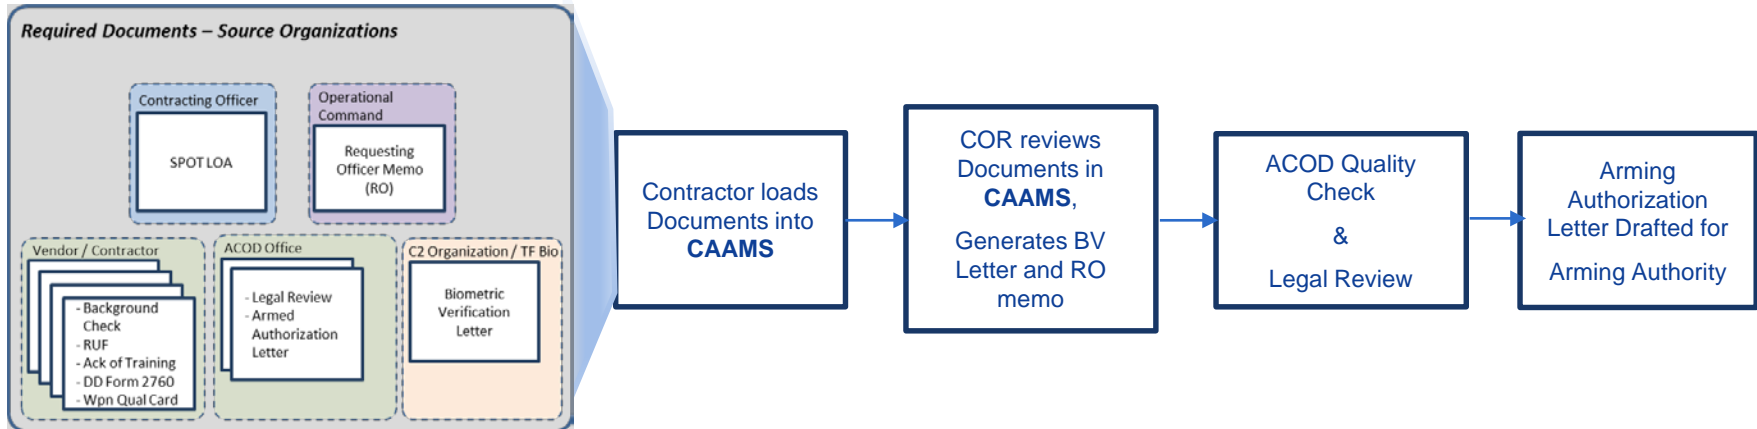 Required Documents – Source Organizations
Contracting Officer
SPOT LOA
Operational
Command
Requesting
Officer Memo
(RO)
Vendor / Contractor
- Background
Check
- RUF
- Ack of Training
- DD Form 2760
- Wpn Qual Card
ACOD Office
- Legal Review
- Armed
Authorization
Letter
C2 Organization / TF Bio
Biometric
Verification
Letter
Contractor loads
Documents into
CAAMS
COR reviews
Documents in
CAAMS,
Generates BV
Letter and RO
memo
ACOD Quality
Check
&
Legal Review
Arming
Authorization
Letter Drafted for
Arming Authority